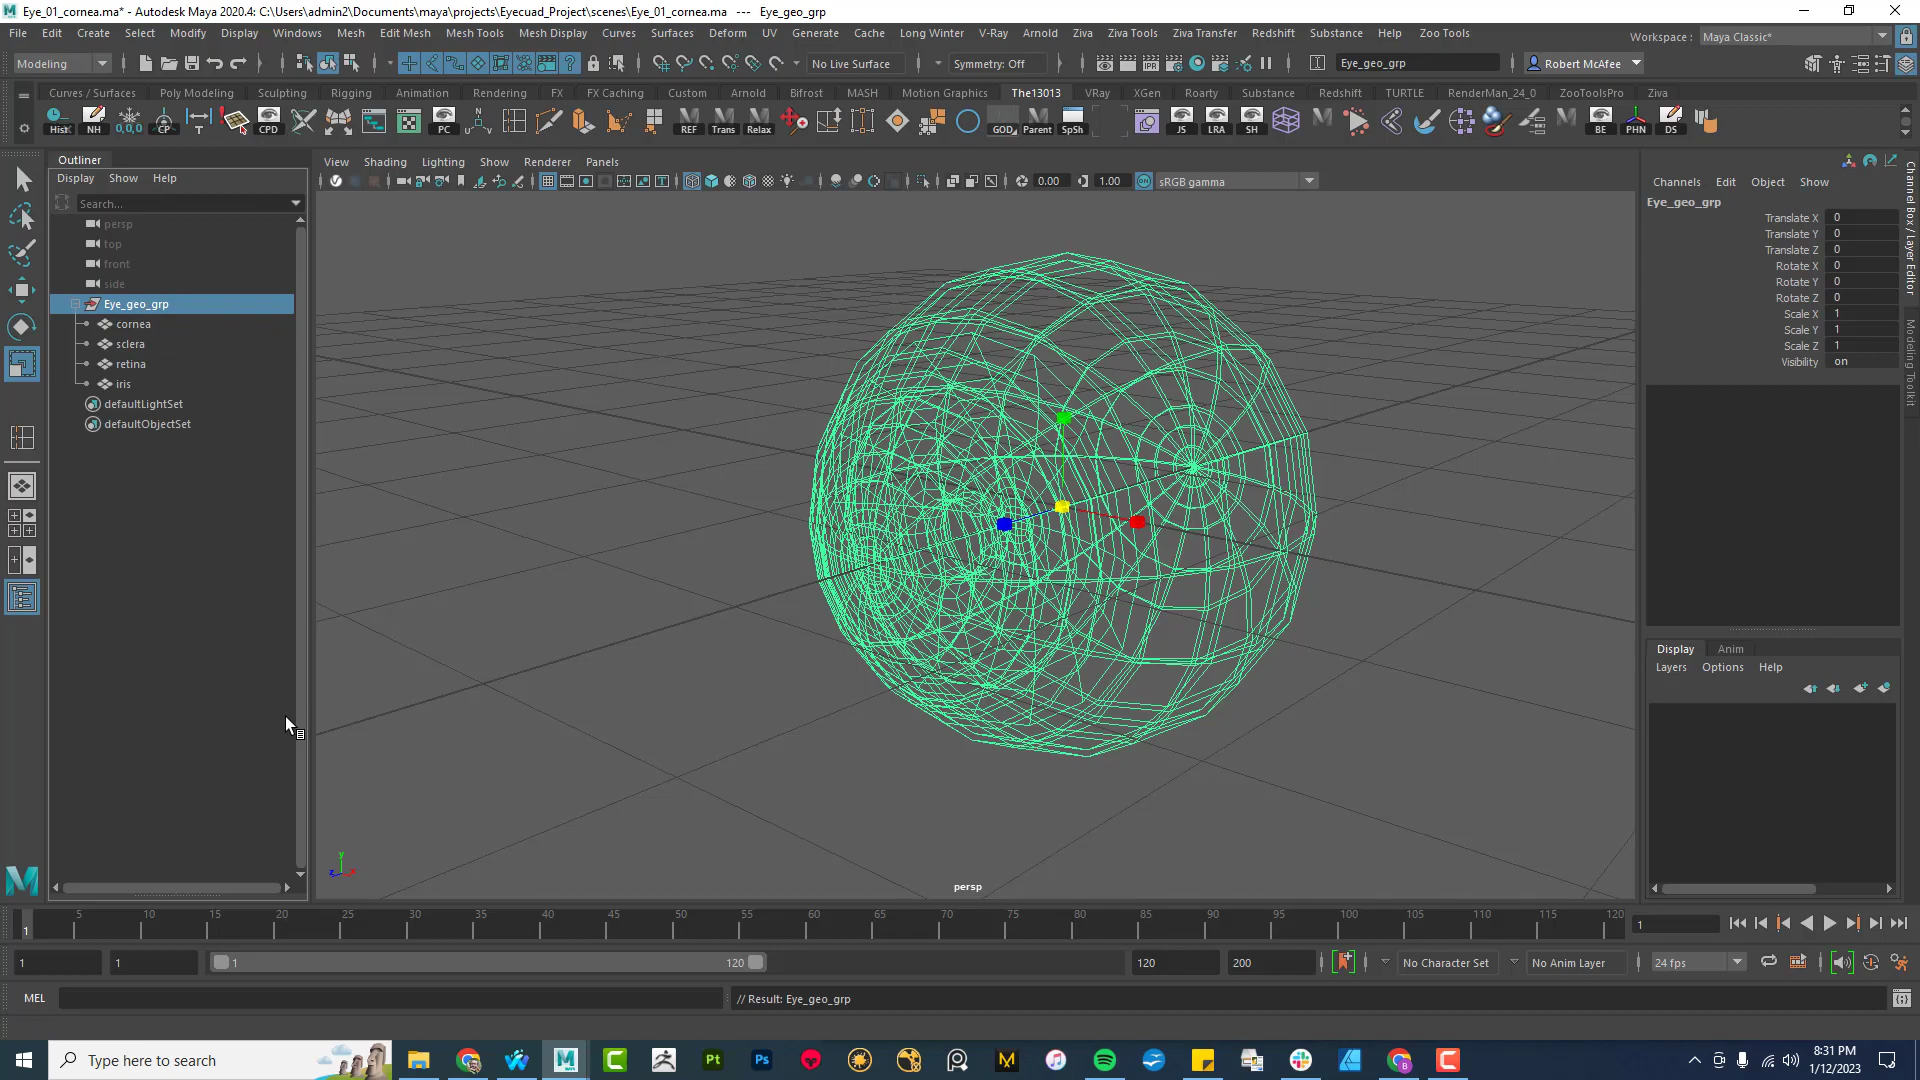 Eye_01_cornea.ma* - Autodesk Maya 2020.4: C:\Users\admin2\Documents\maya\projects\Eyecuad_Project\scenes\Eye_01_cornea.ma   ---   Eye_geo_grp
File Edit Create Select Modify Display Windows Mesh Edit Mesh Mesh Tools Mesh Display Curves Surfaces Deform UV Generate Cache Long Winter V-Ray Arnold Ziva Ziva Tools Ziva Transfer Redshift Substance Help Zoo Tools
Workspace : Maya Classic*
Modeling No Live Surface Symmetry: Off Eye_geo_grp Robert McAfee
Curves / Surfaces Poly Modeling Sculpting Rigging Animation Rendering FX FX Caching Custom Arnold Bifrost MASH Motion Graphics The13013 VRay XGen Roarty Substance Redshift TURTLE RenderMan_24_0 ZooToolsPro Ziva
Hist NH 0,0,0 CP T CPD PC REF Trans Relax GOD Parent SpSh JS LRA SH BE PHN DS
Outliner
Display Show Help
Search...
persp
top
front
side
Eye_geo_grp
cornea
sclera
retina
iris
defaultLightSet
defaultObjectSet
View Shading Lighting Show Renderer Panels
0.00 1.00 sRGB gamma
persp
Channels Edit Object Show
Eye_geo_grp
Translate X 0
Translate Y 0
Translate Z 0
Rotate X 0
Rotate Y 0
Rotate Z 0
Scale X 1
Scale Y 1
Scale Z 1
Visibility on
Channel Box / Layer Editor
Modeling Toolkit
Display Anim
Layers Options Help
5 10 15 20 25 30 35 40 45 50 55 60 65 70 75 80 85 90 95 100 105 110 115 120
1 1
1 1 1 120 120 200 No Character Set No Anim Layer 24 fps
MEL // Result: Eye_geo_grp
Type here to search
Pt Ps
8:31 PM
1/12/2023